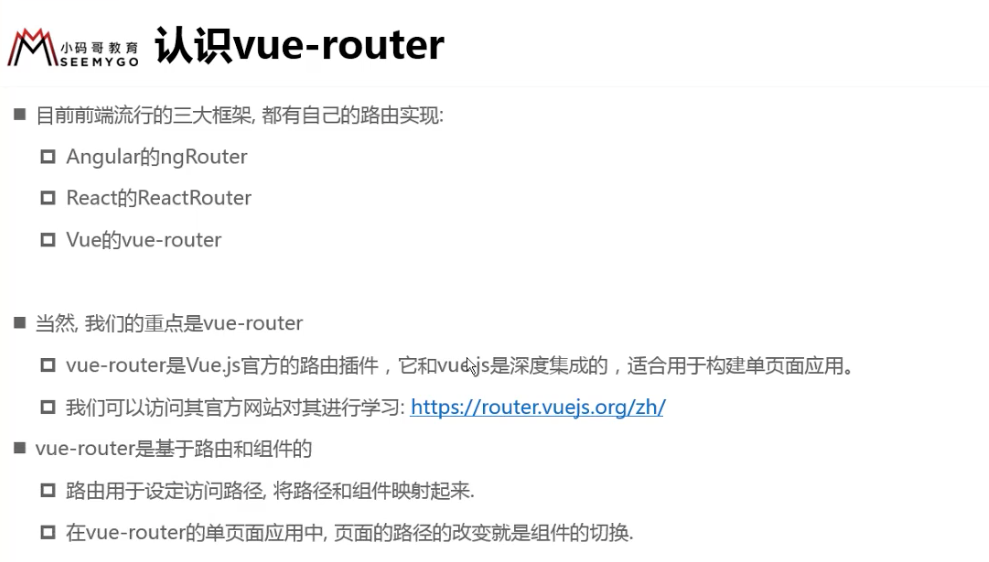 小码哥教育
SEEMYGO
认识vue-router
目前前端流行的三大框架, 都有自己的路由实现:
Angular的ngRouter
React的ReactRouter
Vue的vue-router
当然, 我们的重点是vue-router
vue-router是Vue.js官方的路由插件，它和vue.js是深度集成的，适合用于构建单页面应用。
我们可以访问其官方网站对其进行学习: https://router.vuejs.org/zh/
vue-router是基于路由和组件的
路由用于设定访问路径, 将路径和组件映射起来.
在vue-router的单页面应用中, 页面的路径的改变就是组件的切换.